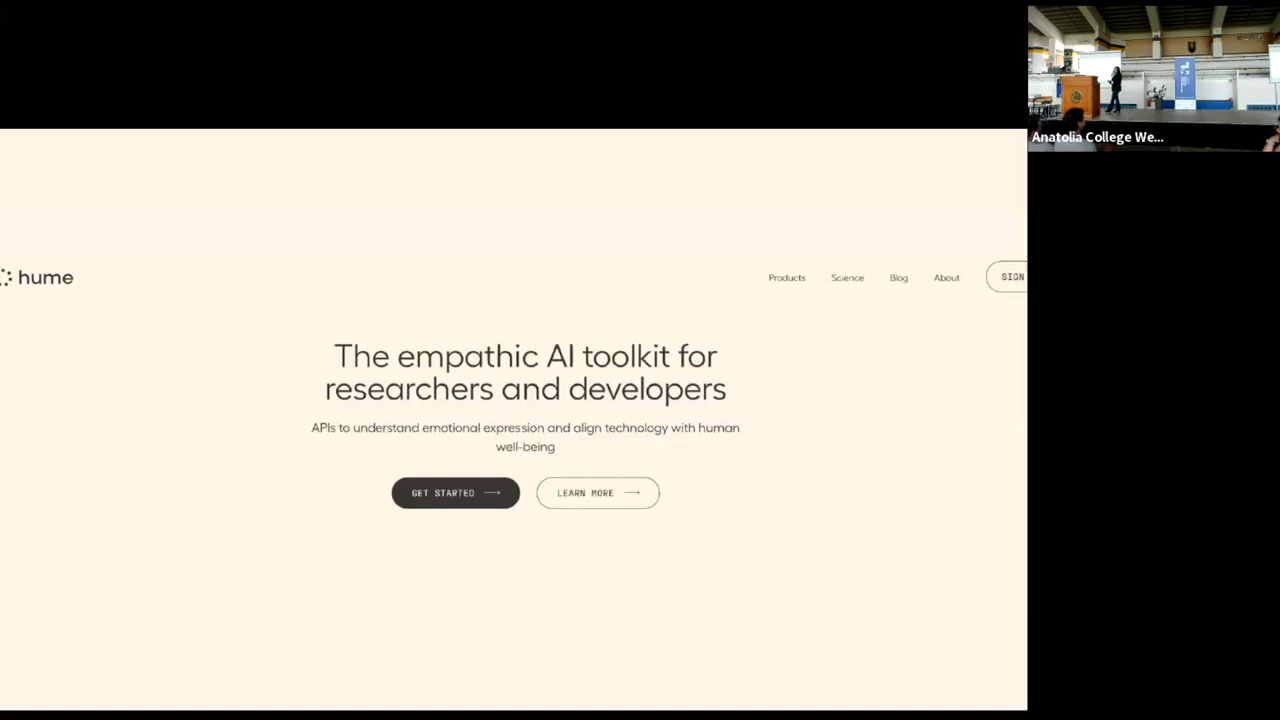 Anatolia College We...
hume
Products
Science
Blog
About
SIGN
The empathic AI toolkit for
researchers and developers
APIs to understand emotional expression and align technology with human
well-being
GET STARTED
LEARN MORE